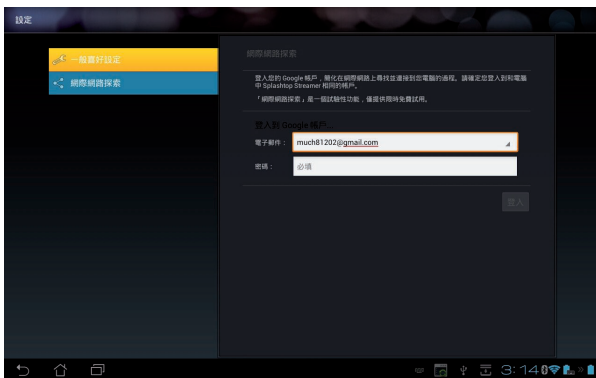 設定
一般喜好設定
網際網路探索
網際網路探索
登入您的 Google 帳戶，簡化在網際網路上尋找並連接到您電腦的過程。請確定您登入到和電腦
中 Splashtop Streamer 相同的帳戶。
「網際網路探索」是一個試驗性功能，僅提供限時免費試用。
登入到 Google 帳戶...
電子郵件：
much81202@gmail.com
密碼：
必填
登入
3:14